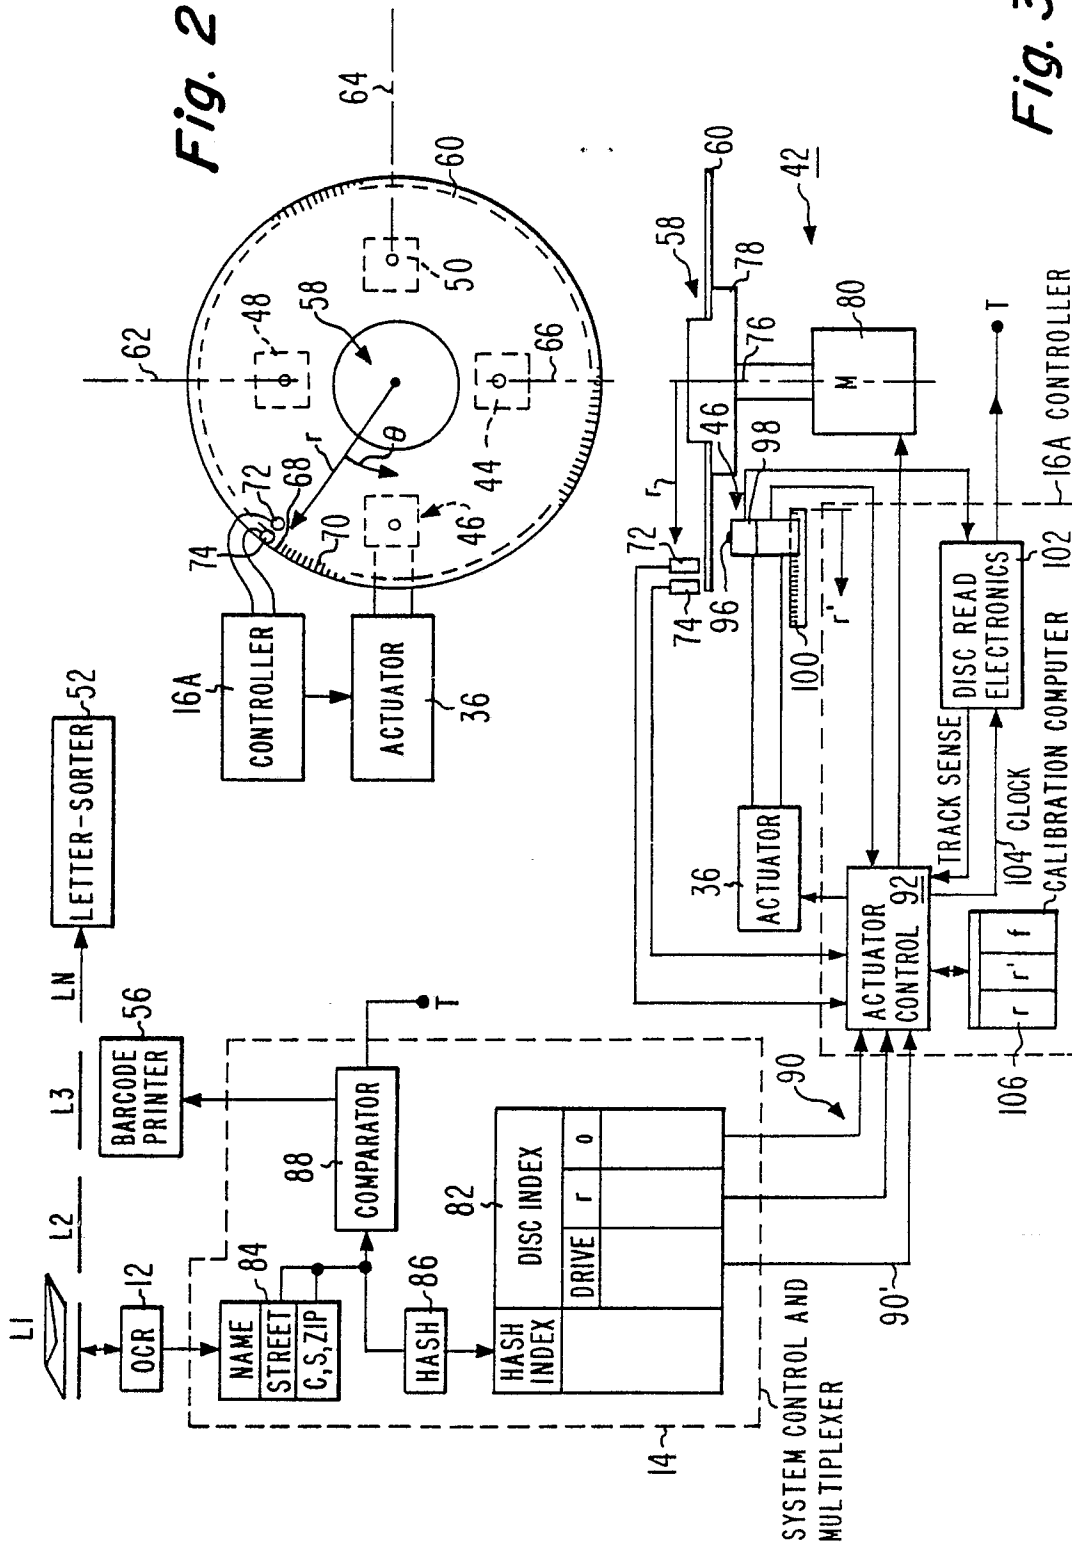 Fig. 2
62
64
48
50
58
60
r
θ
68
72
74
70
46'
44
66
16A
CONTROLLER
ACTUATOR
36
LETTER-SORTER
52
L1
L2
L3
LN
OCR
12
BARCODE
PRINTER
56
NAME
STREET
C,S,ZIP
84
COMPARATOR
88
T
HASH
86
HASH
INDEX
DISC INDEX
82
DRIVE
r
o
90
90'
14
SYSTEM CONTROL AND
MULTIPLEXER
Fig. 3
42
58
60
r
72
74
76
78
46
98
96
100
r'
M
80
36
ACTUATOR
ACTUATOR
CONTROL 92
TRACK SENSE
104' CLOCK
DISC READ
ELECTRONICS
102
T
16A CONTROLLER
CALIBRATION COMPUTER
r
r'
f
106